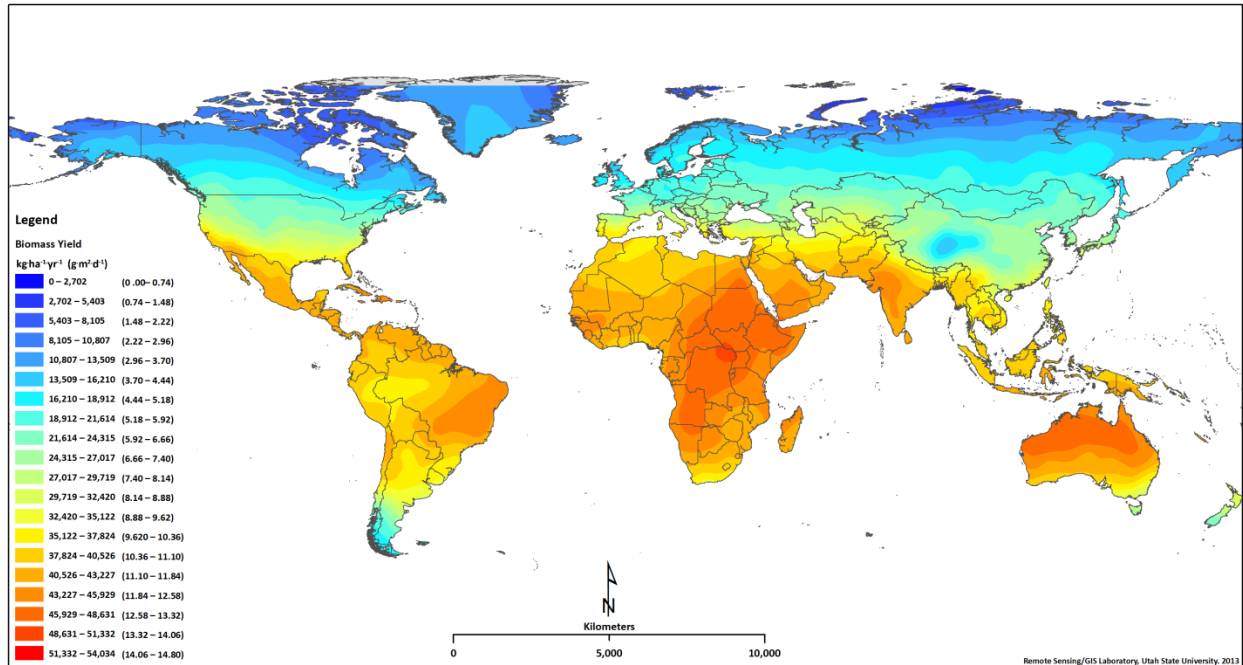 Legend
Biomass Yield
kg·ha⁻¹·yr⁻¹ (g·m⁻²·d⁻¹)
0 – 2,702 (0 .00– 0.74)
2,702 – 5,403 (0.74 – 1.48)
5,403 – 8,105 (1.48 – 2.22)
8,105 – 10,807 (2.22 – 2.96)
10,807 – 13,509 (2.96 – 3.70)
13,509 – 16,210 (3.70 – 4.44)
16,210 – 18,912 (4.44 – 5.18)
18,912 – 21,614 (5.18 – 5.92)
21,614 – 24,315 (5.92 – 6.66)
24,315 – 27,017 (6.66 – 7.40)
27,017 – 29,719 (7.40 – 8.14)
29,719 – 32,420 (8.14 – 8.88)
32,420 – 35,122 (8.88 – 9.62)
35,122 – 37,824 (9.620 – 10.36)
37,824 – 40,526 (10.36 – 11.10)
40,526 – 43,227 (11.10 – 11.84)
43,227 – 45,929 (11.84 – 12.58)
45,929 – 48,631 (12.58 – 13.32)
48,631 – 51,332 (13.32 – 14.06)
51,332 – 54,034 (14.06 – 14.80)
N
Kilometers
0 5,000 10,000
Remote Sensing/GIS Laboratory, Utah State University. 2013